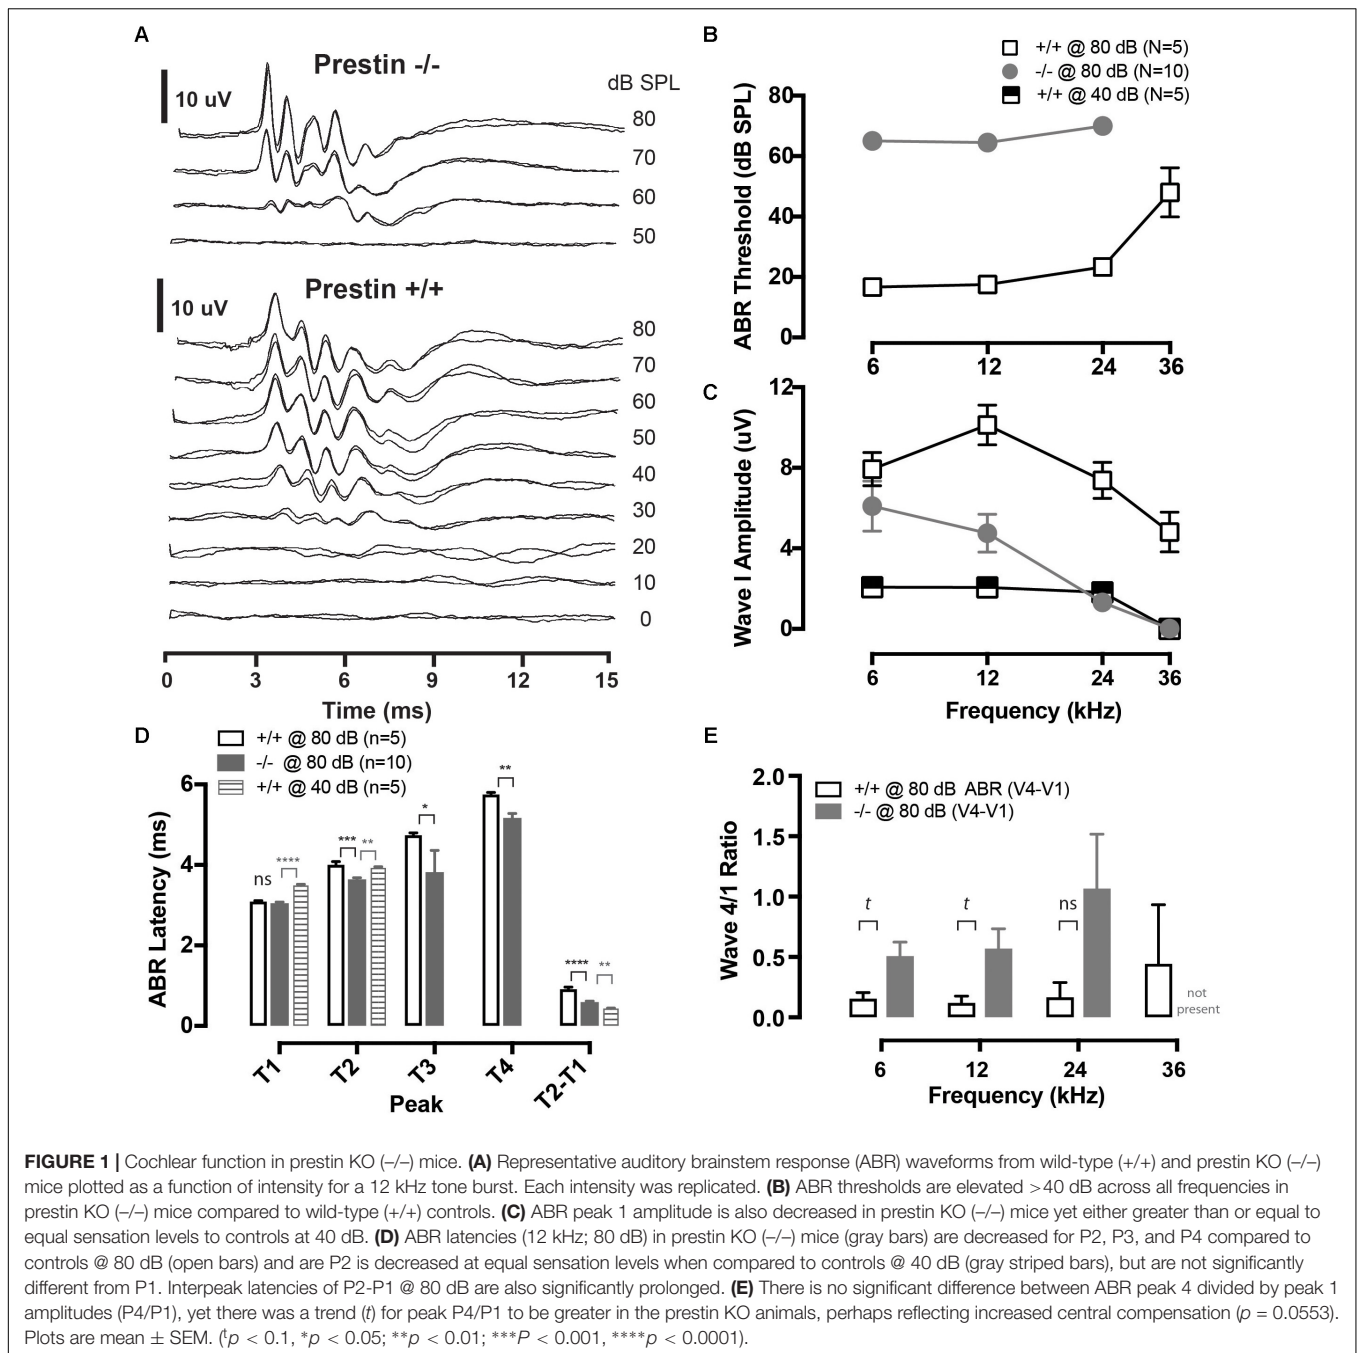 A
Prestin -/-
dB SPL
10 uV
80
70
60
50
Prestin +/+
10 uV
80
70
60
50
40
30
20
10
0
0 3 6 9 12 15
Time (ms)
B
+/+ @ 80 dB (N=5)
-/- @ 80 dB (N=10)
+/+ @ 40 dB (N=5)
ABR Threshold (dB SPL)
80
60
40
20
0
6 12 24 36
C
Wave I Amplitude (uV)
12
8
4
0
6 12 24 36
Frequency (kHz)
D
+/+ @ 80 dB (n=5)
-/- @ 80 dB (n=10)
+/+ @ 40 dB (n=5)
ABR Latency (ms)
6
4
2
0
ns
****
***
**
*
**
****
**
T1 T2 T3 T4 T2-T1
Peak
E
+/+ @ 80 dB ABR (V4-V1)
-/- @ 80 dB (V4-V1)
Wave 4/1 Ratio
2.0
1.5
1.0
0.5
0.0
t
t
ns
not
present
6 12 24 36
Frequency (kHz)
FIGURE 1 | Cochlear function in prestin KO (–/–) mice. (A) Representative auditory brainstem response (ABR) waveforms from wild-type (+/+) and prestin KO (–/–)
mice plotted as a function of intensity for a 12 kHz tone burst. Each intensity was replicated. (B) ABR thresholds are elevated >40 dB across all frequencies in
prestin KO (–/–) mice compared to wild-type (+/+) controls. (C) ABR peak 1 amplitude is also decreased in prestin KO (–/–) mice yet either greater than or equal to
equal sensation levels to controls at 40 dB. (D) ABR latencies (12 kHz; 80 dB) in prestin KO (–/–) mice (gray bars) are decreased for P2, P3, and P4 compared to
controls @ 80 dB (open bars) and are P2 is decreased at equal sensation levels when compared to controls @ 40 dB (gray striped bars), but are not significantly
different from P1. Interpeak latencies of P2-P1 @ 80 dB are also significantly prolonged. (E) There is no significant difference between ABR peak 4 divided by peak 1
amplitudes (P4/P1), yet there was a trend (t) for peak P4/P1 to be greater in the prestin KO animals, perhaps reflecting increased central compensation (p = 0.0553).
Plots are mean ± SEM. (ᵗp < 0.1, *p < 0.05; **p < 0.01; ***P < 0.001, ****p < 0.0001).